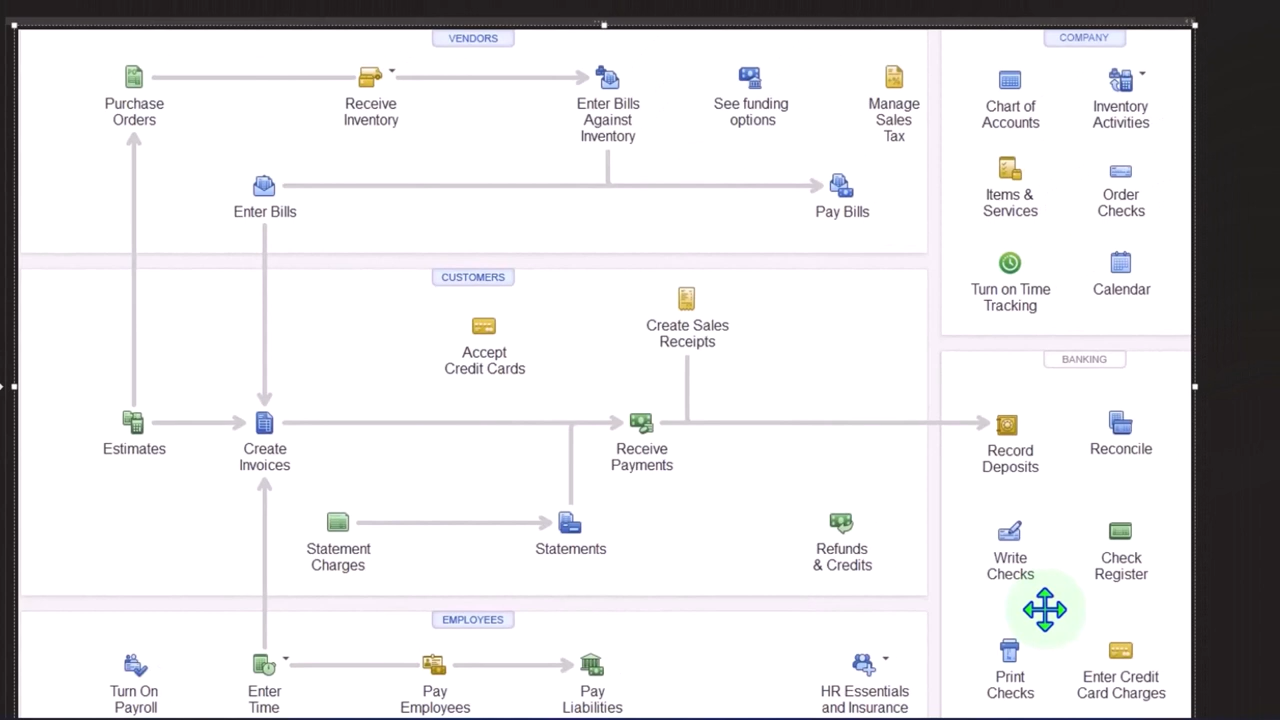 VENDORS
Purchase
Orders
Receive
Inventory
Enter Bills
Against
Inventory
See funding
options
Manage
Sales
Tax
Enter Bills
Pay Bills
CUSTOMERS
Accept
Credit Cards
Create Sales
Receipts
Estimates
Create
Invoices
Receive
Payments
Statement
Charges
Statements
Refunds
& Credits
EMPLOYEES
Turn On
Payroll
Enter
Time
Pay
Employees
Pay
Liabilities
HR Essentials
and Insurance
COMPANY
Chart of
Accounts
Inventory
Activities
Items &
Services
Order
Checks
Turn on Time
Tracking
Calendar
BANKING
Record
Deposits
Reconcile
Write
Checks
Check
Register
Print
Checks
Enter Credit
Card Charges